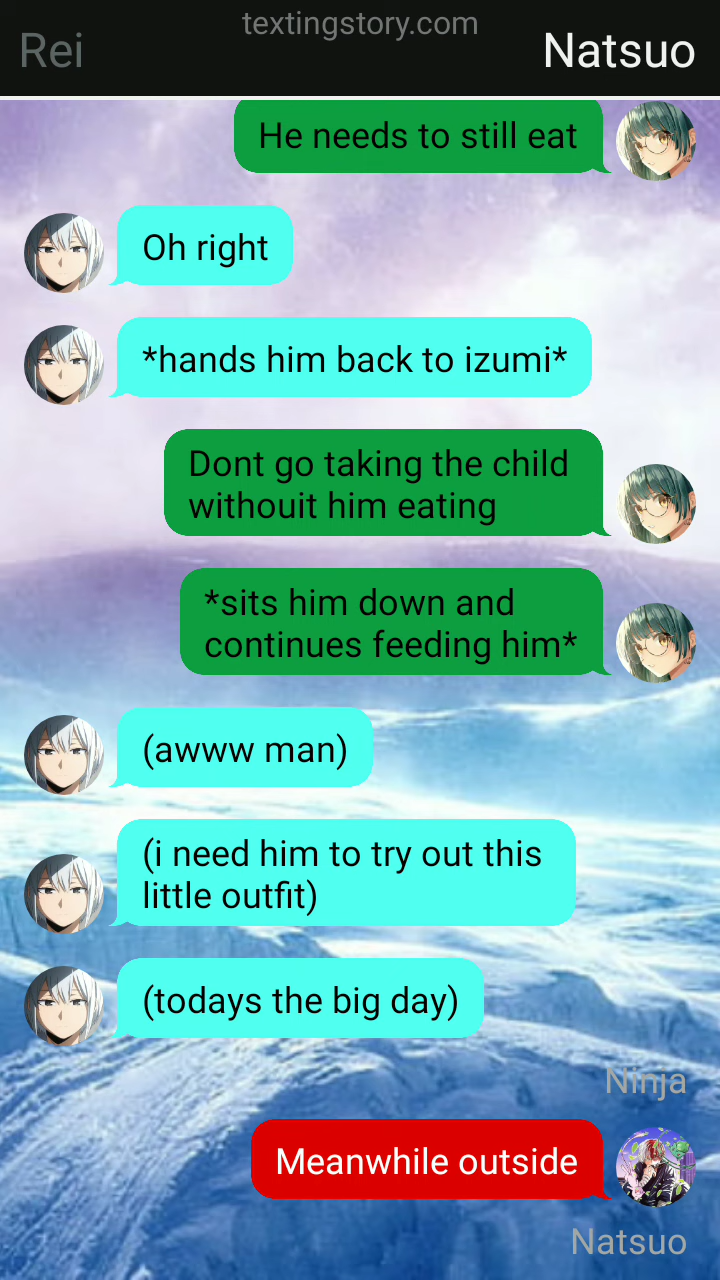 textingstory.com
Rei
Natsuo
He needs to still eat
Oh right
*hands him back to izumi*
Dont go taking the child
withouit him eating
*sits him down and
continues feeding him*
(awww man)
(i need him to try out this
little outfit)
(todays the big day)
Ninja
Meanwhile outside
Natsuo